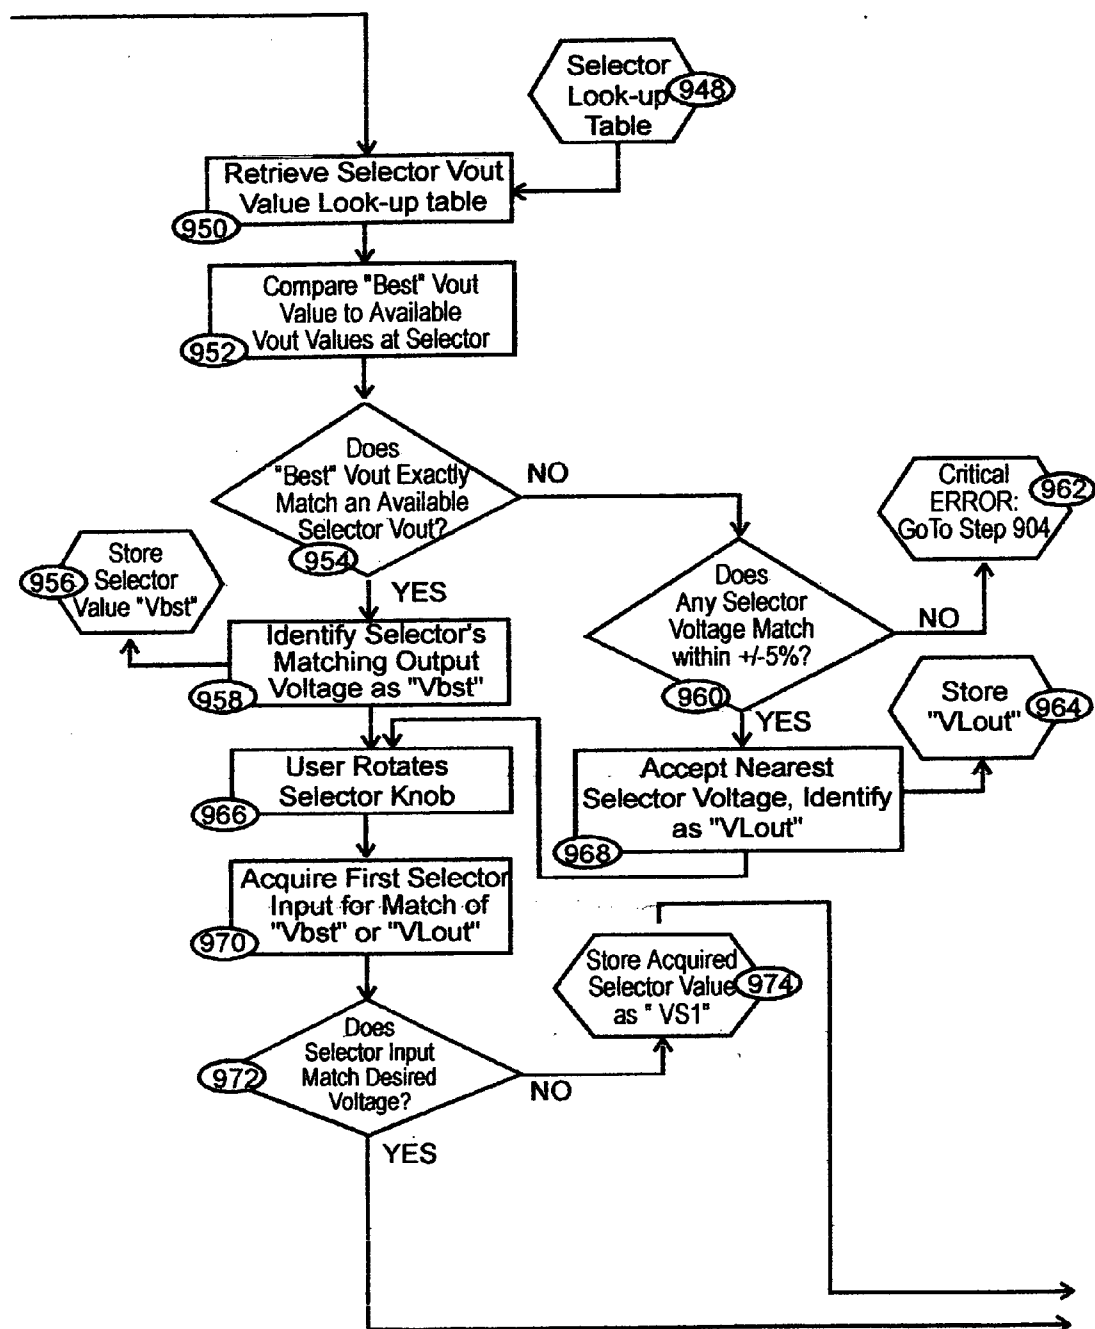 Selector
Look-up
Table
948
Retrieve Selector Vout
Value Look-up table
950
Compare "Best" Vout
Value to Available
Vout Values at Selector
952
Does
"Best" Vout Exactly
Match an Available
Selector Vout?
954
NO
YES
Critical
ERROR:
GoTo Step 904
962
Store
Selector
Value "Vbst"
956
Does
Any Selector
Voltage Match
within +/-5%?
960
NO
YES
Identify Selector's
Matching Output
Voltage as "Vbst"
958
Store
"VLout"
964
User Rotates
Selector Knob
966
Accept Nearest
Selector Voltage, Identify
as "VLout"
968
Acquire First Selector
Input for Match of
"Vbst" or "VLout"
970
Store Acquired
Selector Value
as " VS1"
974
Does
Selector Input
Match Desired
Voltage?
972
NO
YES